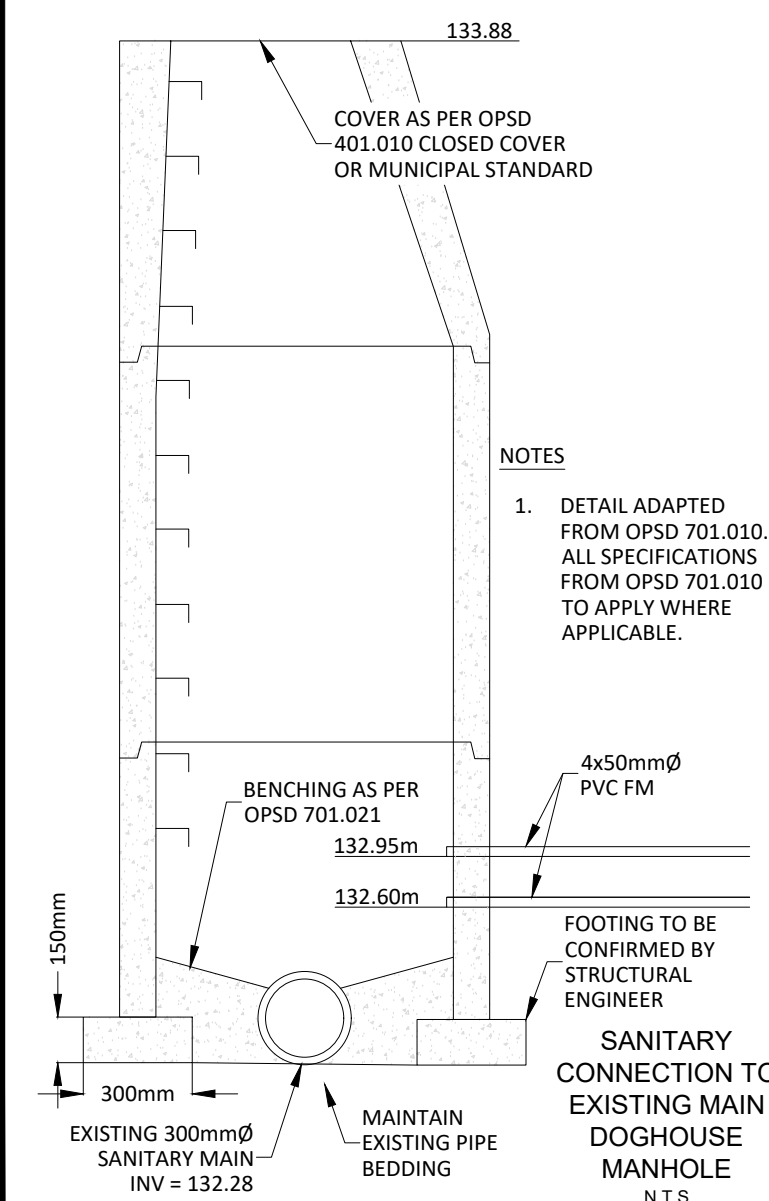 133.88
COVER AS PER OPSD
401.010 CLOSED COVER
OR MUNICIPAL STANDARD
NOTES
1. DETAIL ADAPTED
FROM OPSD 701.010.
ALL SPECIFICATIONS
FROM OPSD 701.010
TO APPLY WHERE
APPLICABLE.
4x50mmØ
PVC FM
BENCHING AS PER
OPSD 701.021
132.95m
132.60m
150mm
FOOTING TO BE
CONFIRMED BY
STRUCTURAL
ENGINEER
300mm
EXISTING 300mmØ
SANITARY MAIN
INV = 132.28
MAINTAIN
EXISTING PIPE
BEDDING
SANITARY
CONNECTION TO
EXISTING MAIN
DOGHOUSE
MANHOLE
N.T.S.